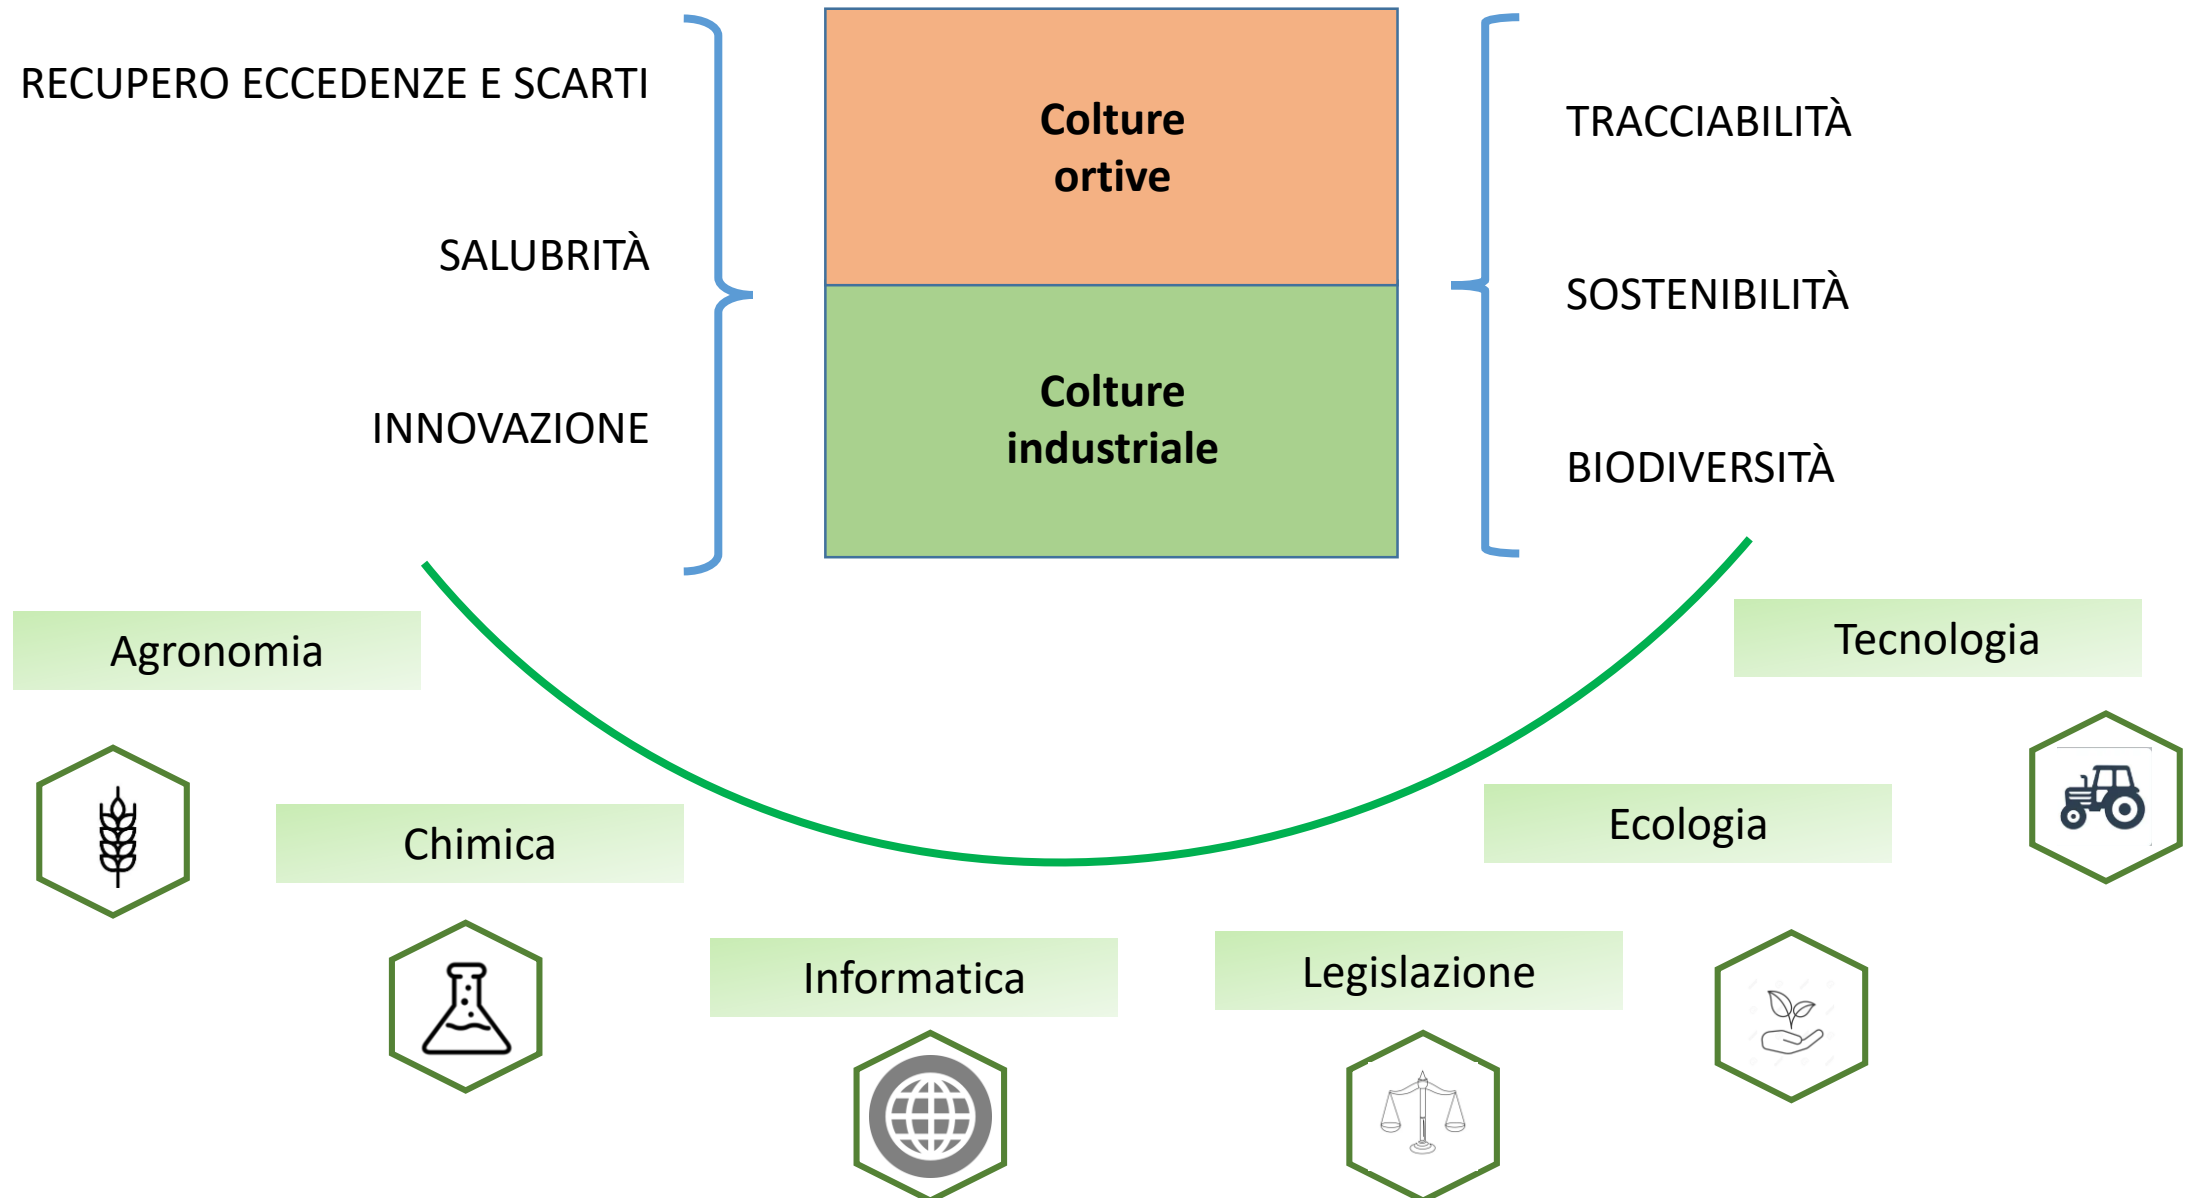 RECUPERO ECCEDENZE E SCARTI
SALUBRITÀ
INNOVAZIONE
Colture
ortive
Colture
industriale
TRACCIABILITÀ
SOSTENIBILITÀ
BIODIVERSITÀ
Agronomia
Chimica
Informatica
Legislazione
Ecologia
Tecnologia